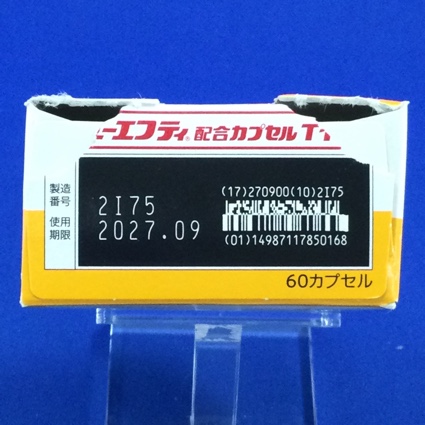 ーエフティ® 配合カプセル T
製造番号 2I75
使用期限 2027.09
(17)270900(10)2I75
(01)14987117850168
60カプセル